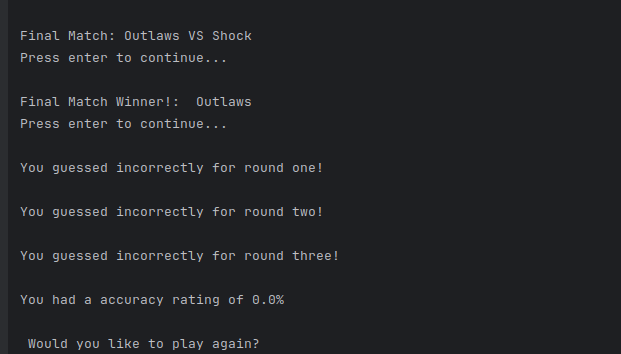 Final Match: Outlaws VS Shock
Press enter to continue...
Final Match Winner!:  Outlaws
Press enter to continue...
You guessed incorrectly for round one!
You guessed incorrectly for round two!
You guessed incorrectly for round three!
You had a accuracy rating of 0.0%
Would you like to play again?